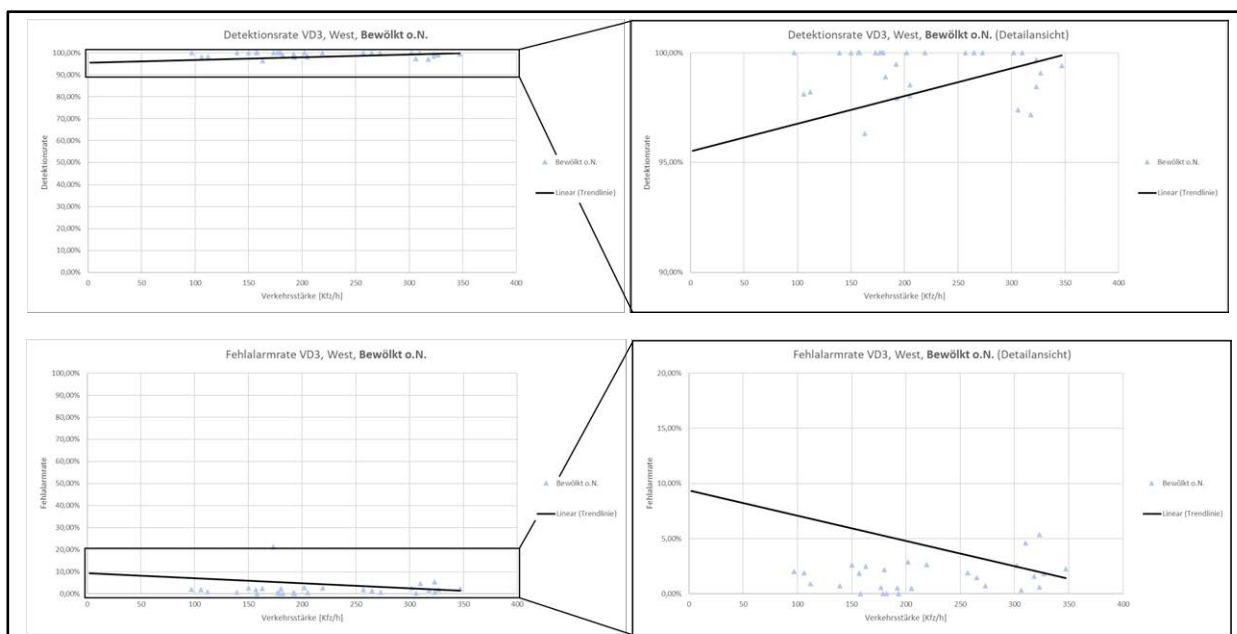 Detektionsrate VD3, West, Bewölkt o.N.
100,00%
90,00%
80,00%
70,00%
60,00%
50,00%
40,00%
30,00%
20,00%
10,00%
0,00%
Detektionsrate
0 50 100 150 200 250 300 350 400
Verkehrsstärke [Kfz/h]
Bewölkt o.N.
Linear (Trendlinie)
Detektionsrate VD3, West, Bewölkt o.N. (Detailansicht)
100,00%
95,00%
90,00%
Detektionsrate
0 50 100 150 200 250 300 350 400
Verkehrsstärke [Kfz/h]
Bewölkt o.N.
Linear (Trendlinie)
Fehlalarmrate VD3, West, Bewölkt o.N.
100,00%
90,00%
80,00%
70,00%
60,00%
50,00%
40,00%
30,00%
20,00%
10,00%
0,00%
Fehlalarmrate
0 50 100 150 200 250 300 350 400
Verkehrsstärke [Kfz/h]
Bewölkt o.N.
Linear (Trendlinie)
Fehlalarmrate VD3, West, Bewölkt o.N. (Detailansicht)
20,00%
15,00%
10,00%
5,00%
0,00%
Fehlalarmrate
0 50 100 150 200 250 300 350 400
Verkehrsstärke [Kfz/h]
Bewölkt o.N.
Linear (Trendlinie)